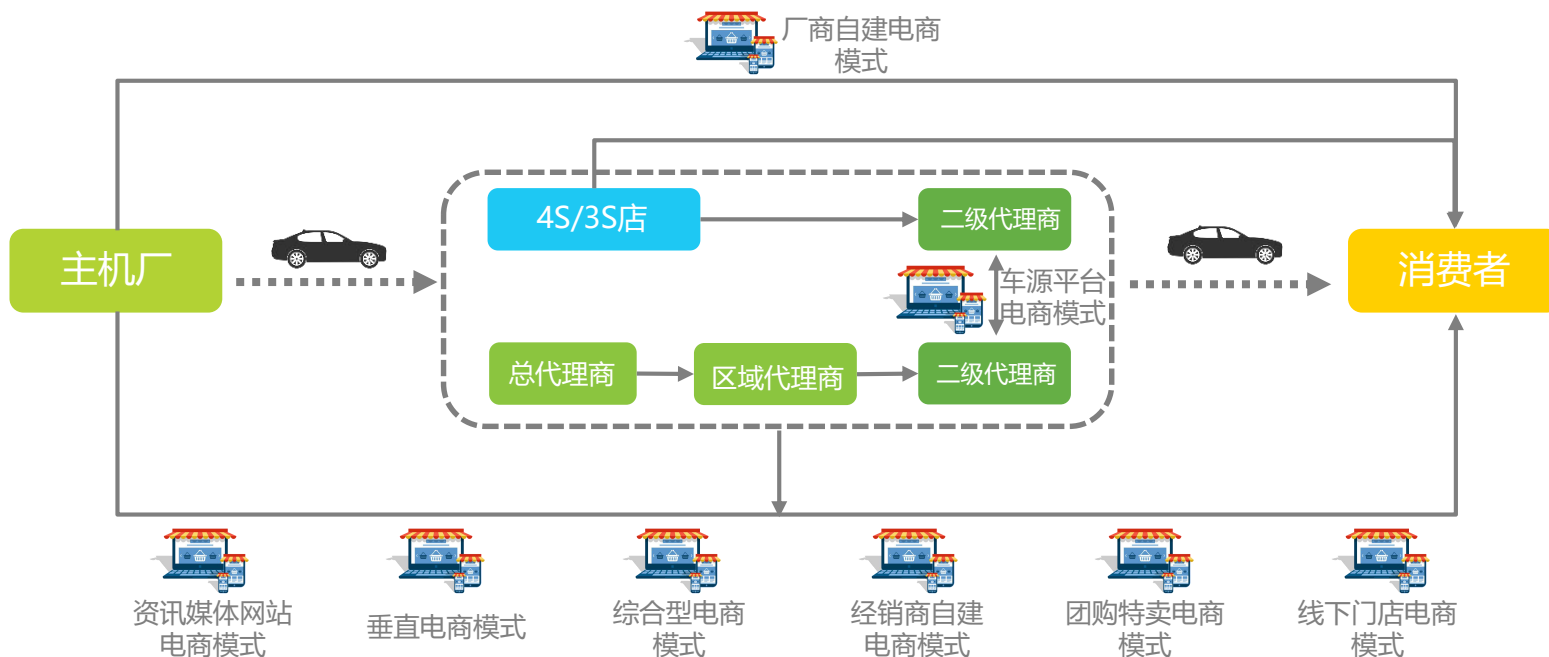 厂商自建电商
模式
4S/3S店
二级代理商
主机厂
车源平台
电商模式
消费者
总代理商
区域代理商
二级代理商
资讯媒体网站
电商模式
垂直电商模式
综合型电商
模式
经销商自建
电商模式
团购特卖电商
模式
线下门店电商
模式